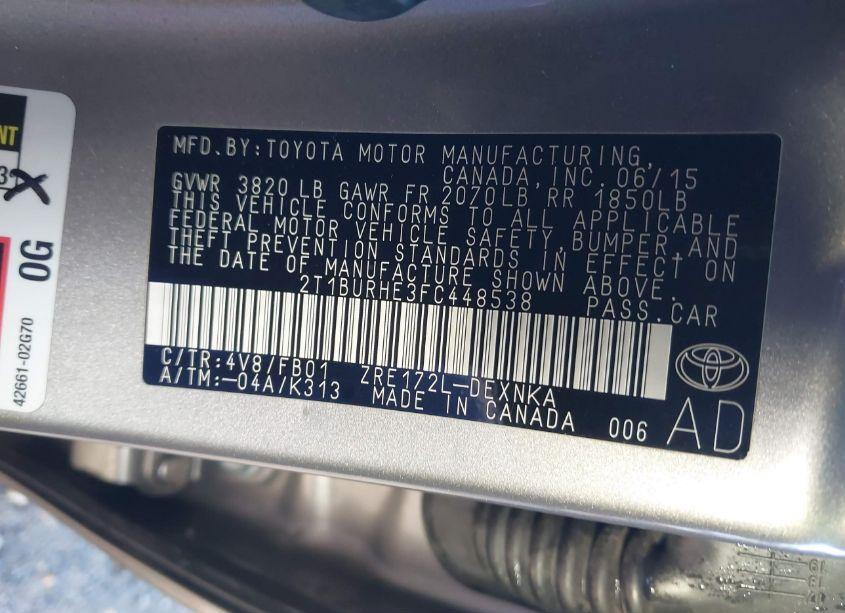 MFD.BY:TOYOTA MOTOR MANUFACTURING,
CANADA,INC.06/15
GVWR 3820 LB GAWR FR 2070LB RR 1850LB
THIS VEHICLE CONFORMS TO ALL APPLICABLE
FEDERAL MOTOR VEHICLE SAFETY,BUMPER AND
THEFT PREVENTION STANDARDS IN EFFECT ON
THE DATE OF MANUFACTURE SHOWN ABOVE.
2T1BURHE3FC448538 PASS.CAR
C/TR:4V8/FB01 ZRE172L-DEXNKA
A/TM:-04A/K313 MADE IN CANADA 006
AD
0G
42661-02G70